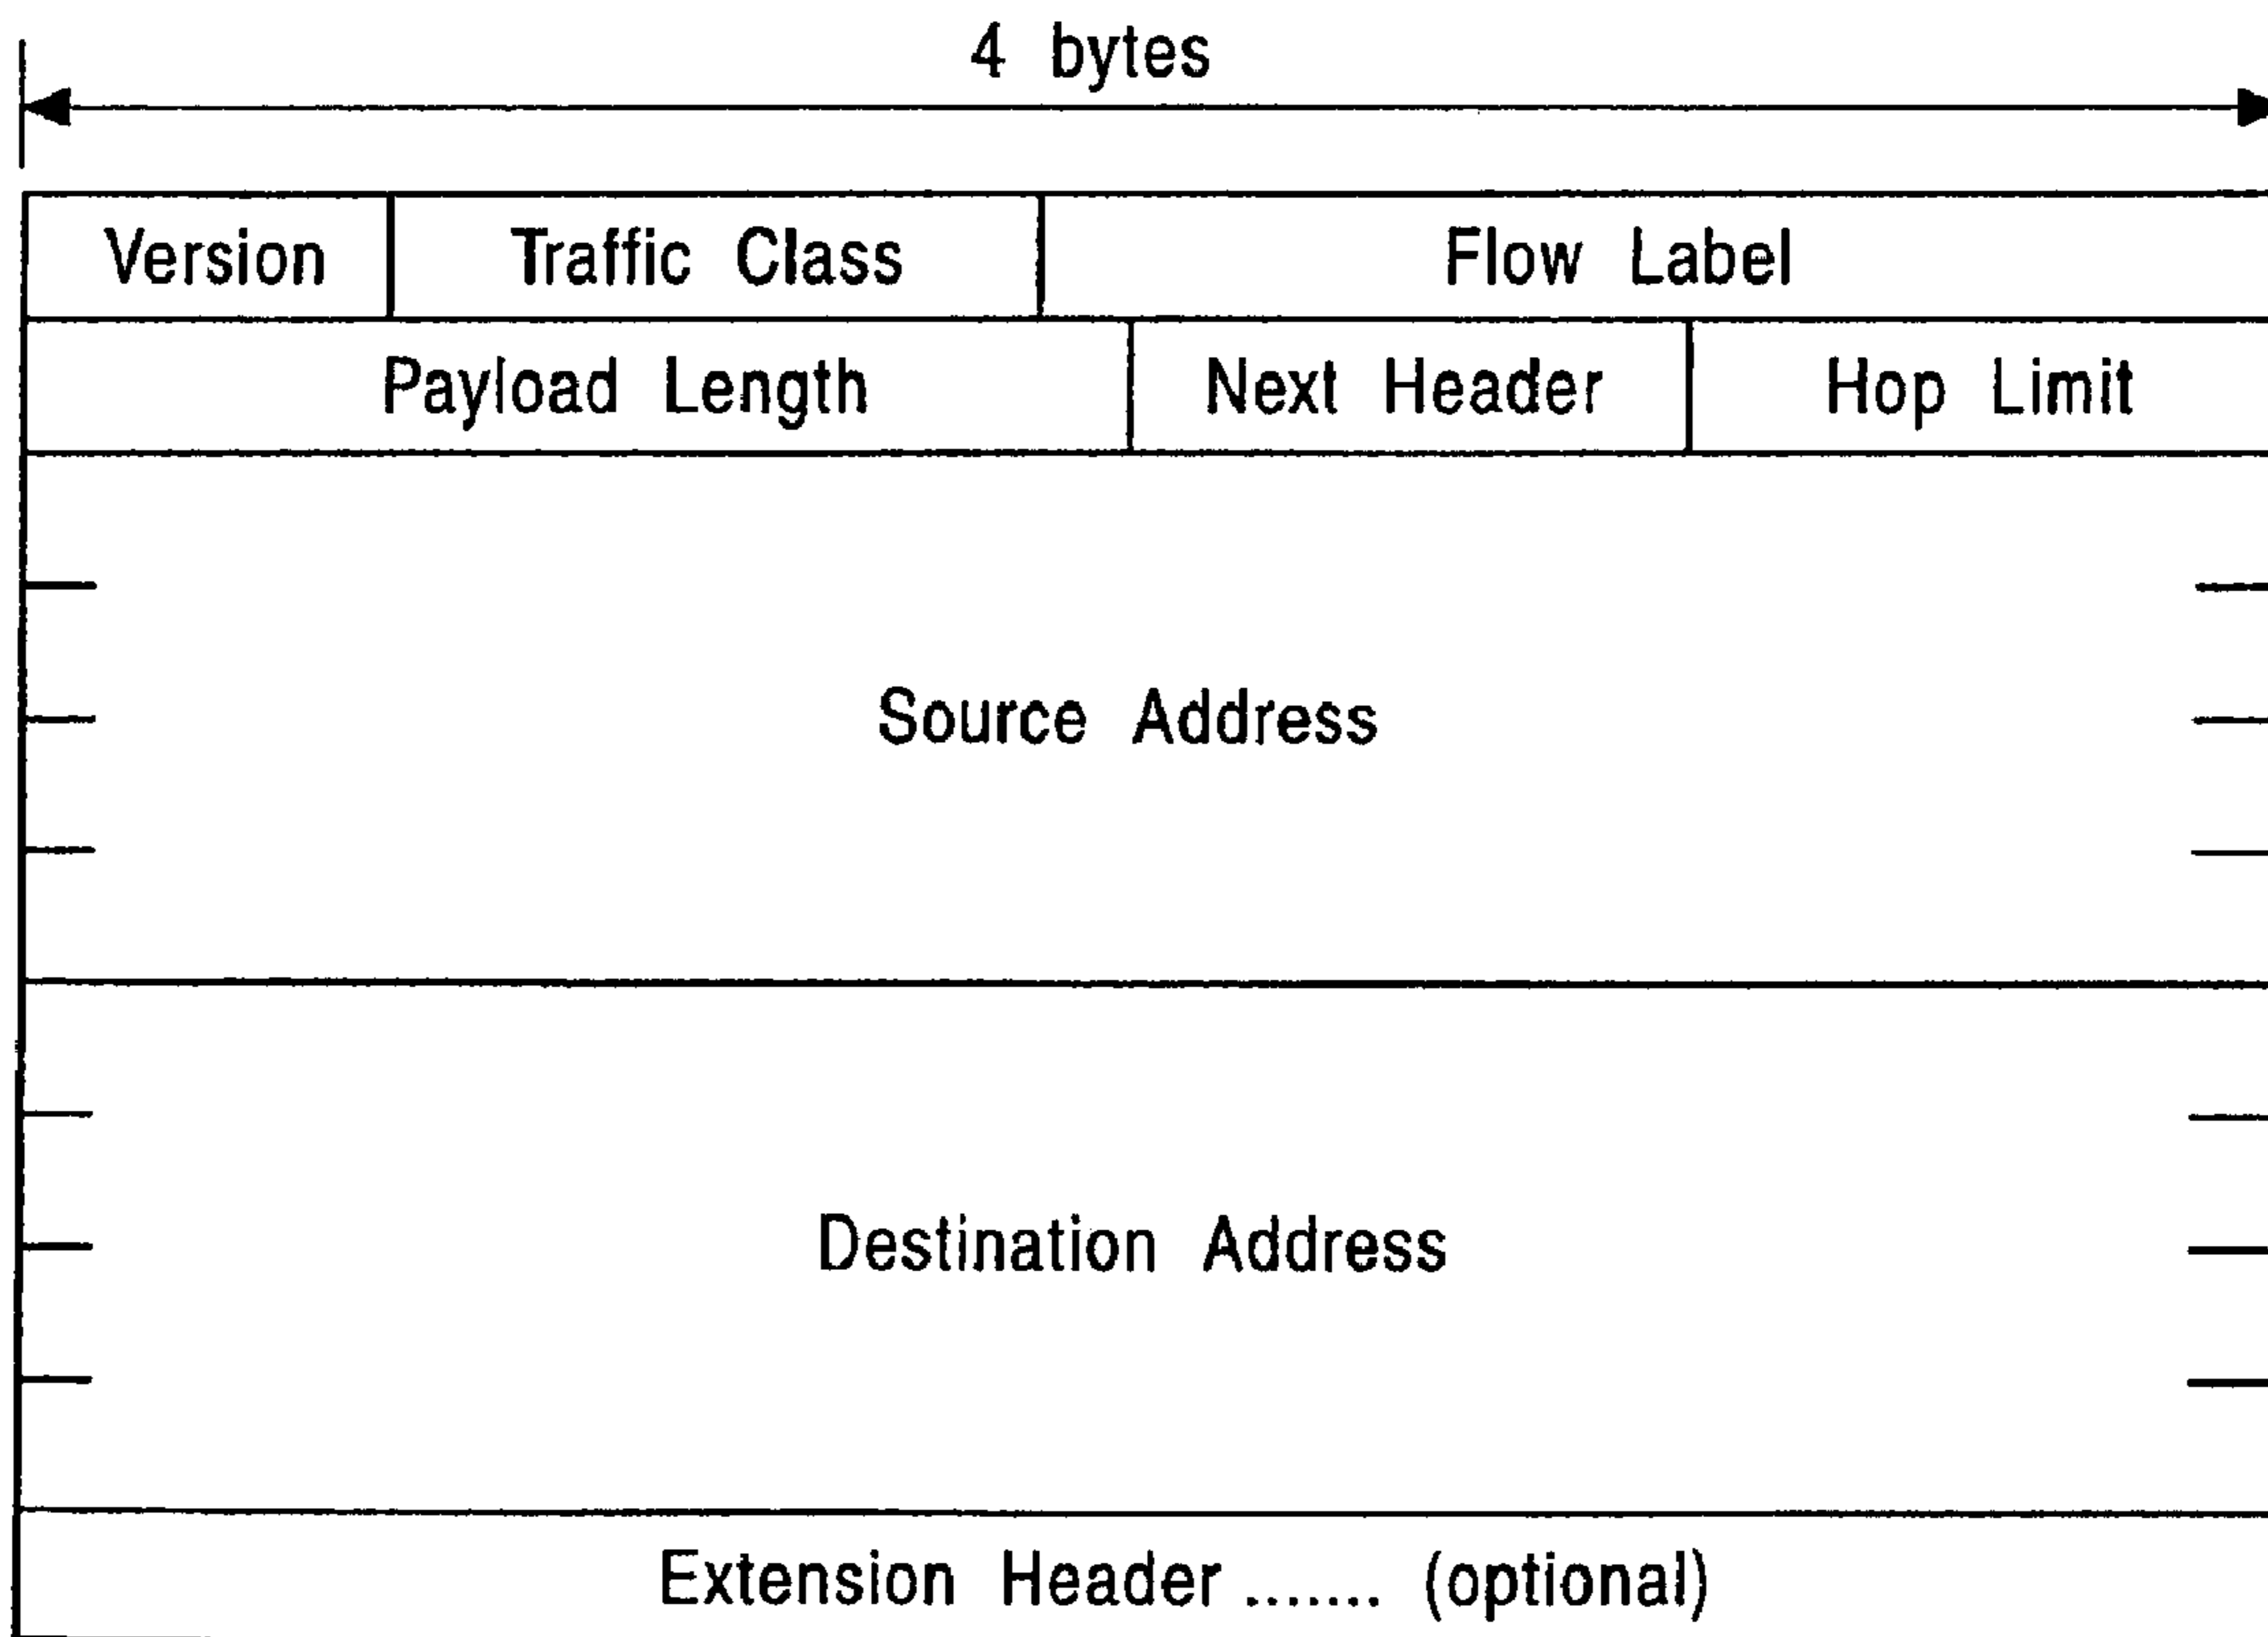 4 bytes
Version Traffic Class Flow Label
Payload Length Next Header Hop Limit
Source Address
Destination Address
Extension Header ....... (optional)